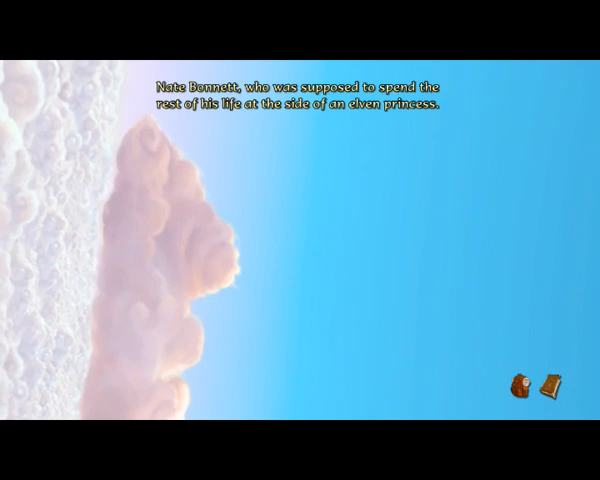 Nate Bonnett, who was supposed to spend the
rest of his life at the side of an elven princess.